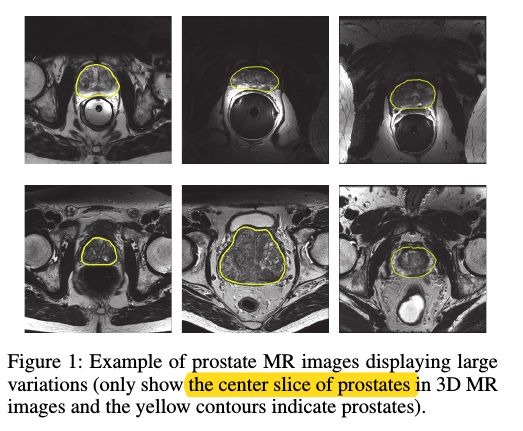 Figure 1: Example of prostate MR images displaying large
variations (only show the center slice of prostates in 3D MR
images and the yellow contours indicate prostates).